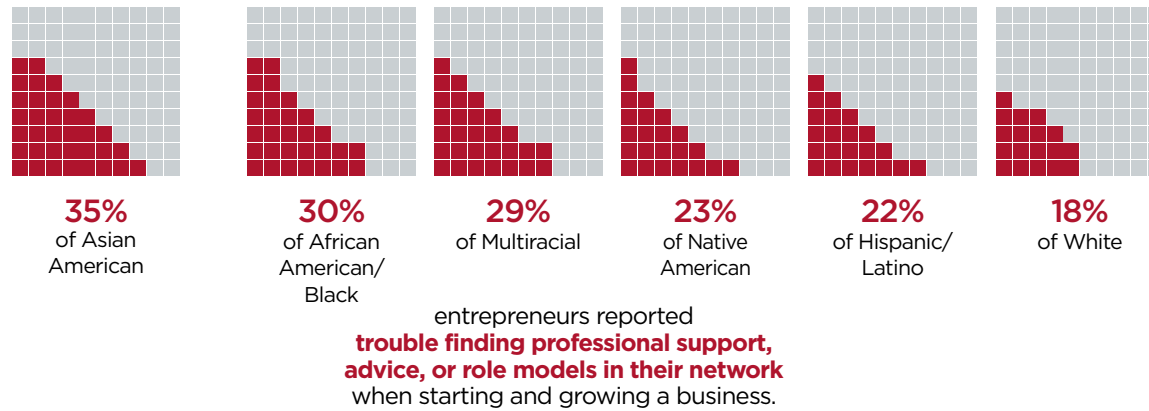 35%
of Asian
American
30%
of African
American/
Black
29%
of Multiracial
23%
of Native
American
22%
of Hispanic/
Latino
18%
of White
entrepreneurs reported
trouble finding professional support,
advice, or role models in their network
when starting and growing a business.